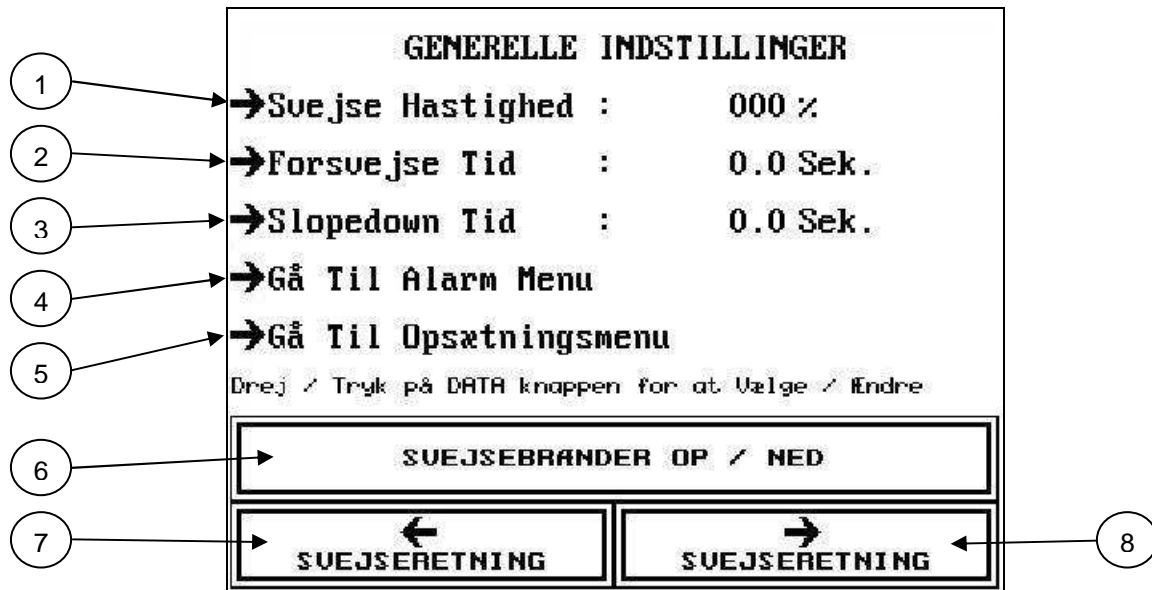 GENERELLE INDSTILLINGER
1 →Svejse Hastighed : 000 %
2 →Forsvejse Tid : 0.0 Sek.
3 →Slopedown Tid : 0.0 Sek.
4 →Gå Til Alarm Menu
5 →Gå Til Opsætningsmenu
Drej / Tryk på DATA knappen for at Vælge / Ændre
6 SVEJSEBRÆNDER OP / NED
7 ← SVEJSERETNING
→ SVEJSERETNING 8